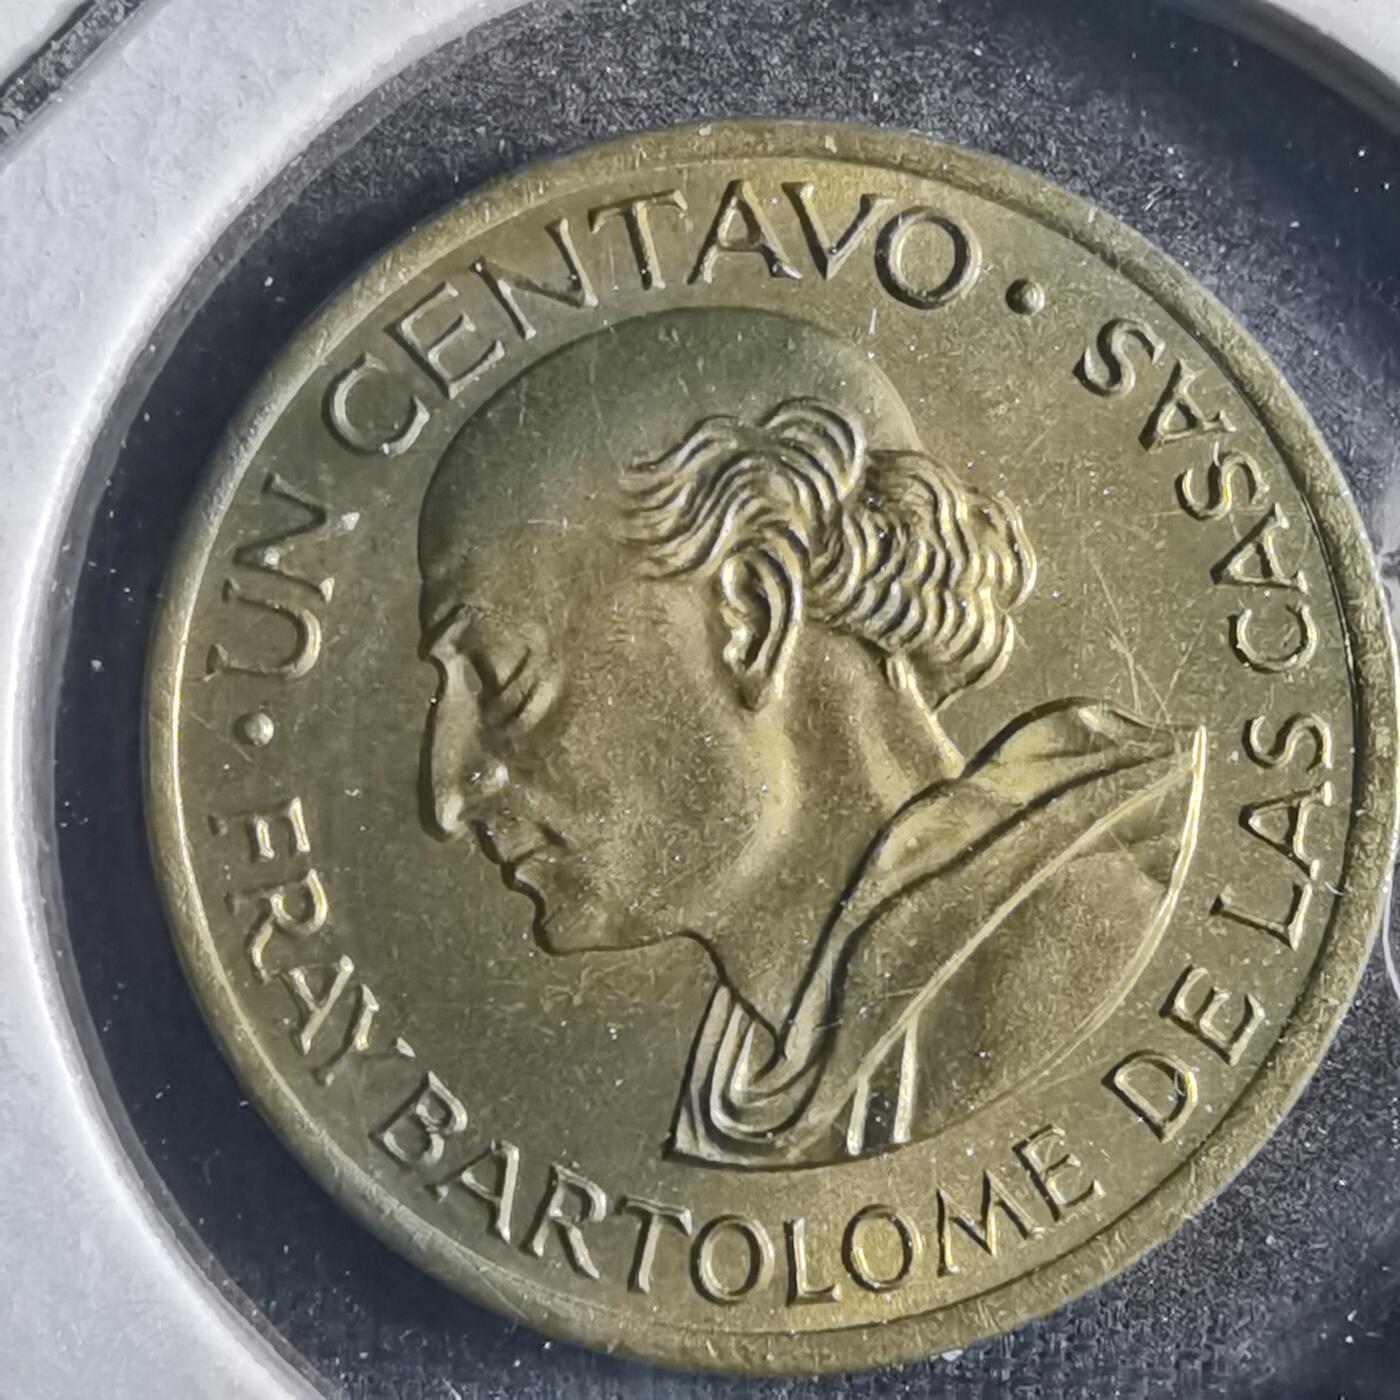 • UN CENTAVO •
FRAY BARTOLOME DE LAS CASAS